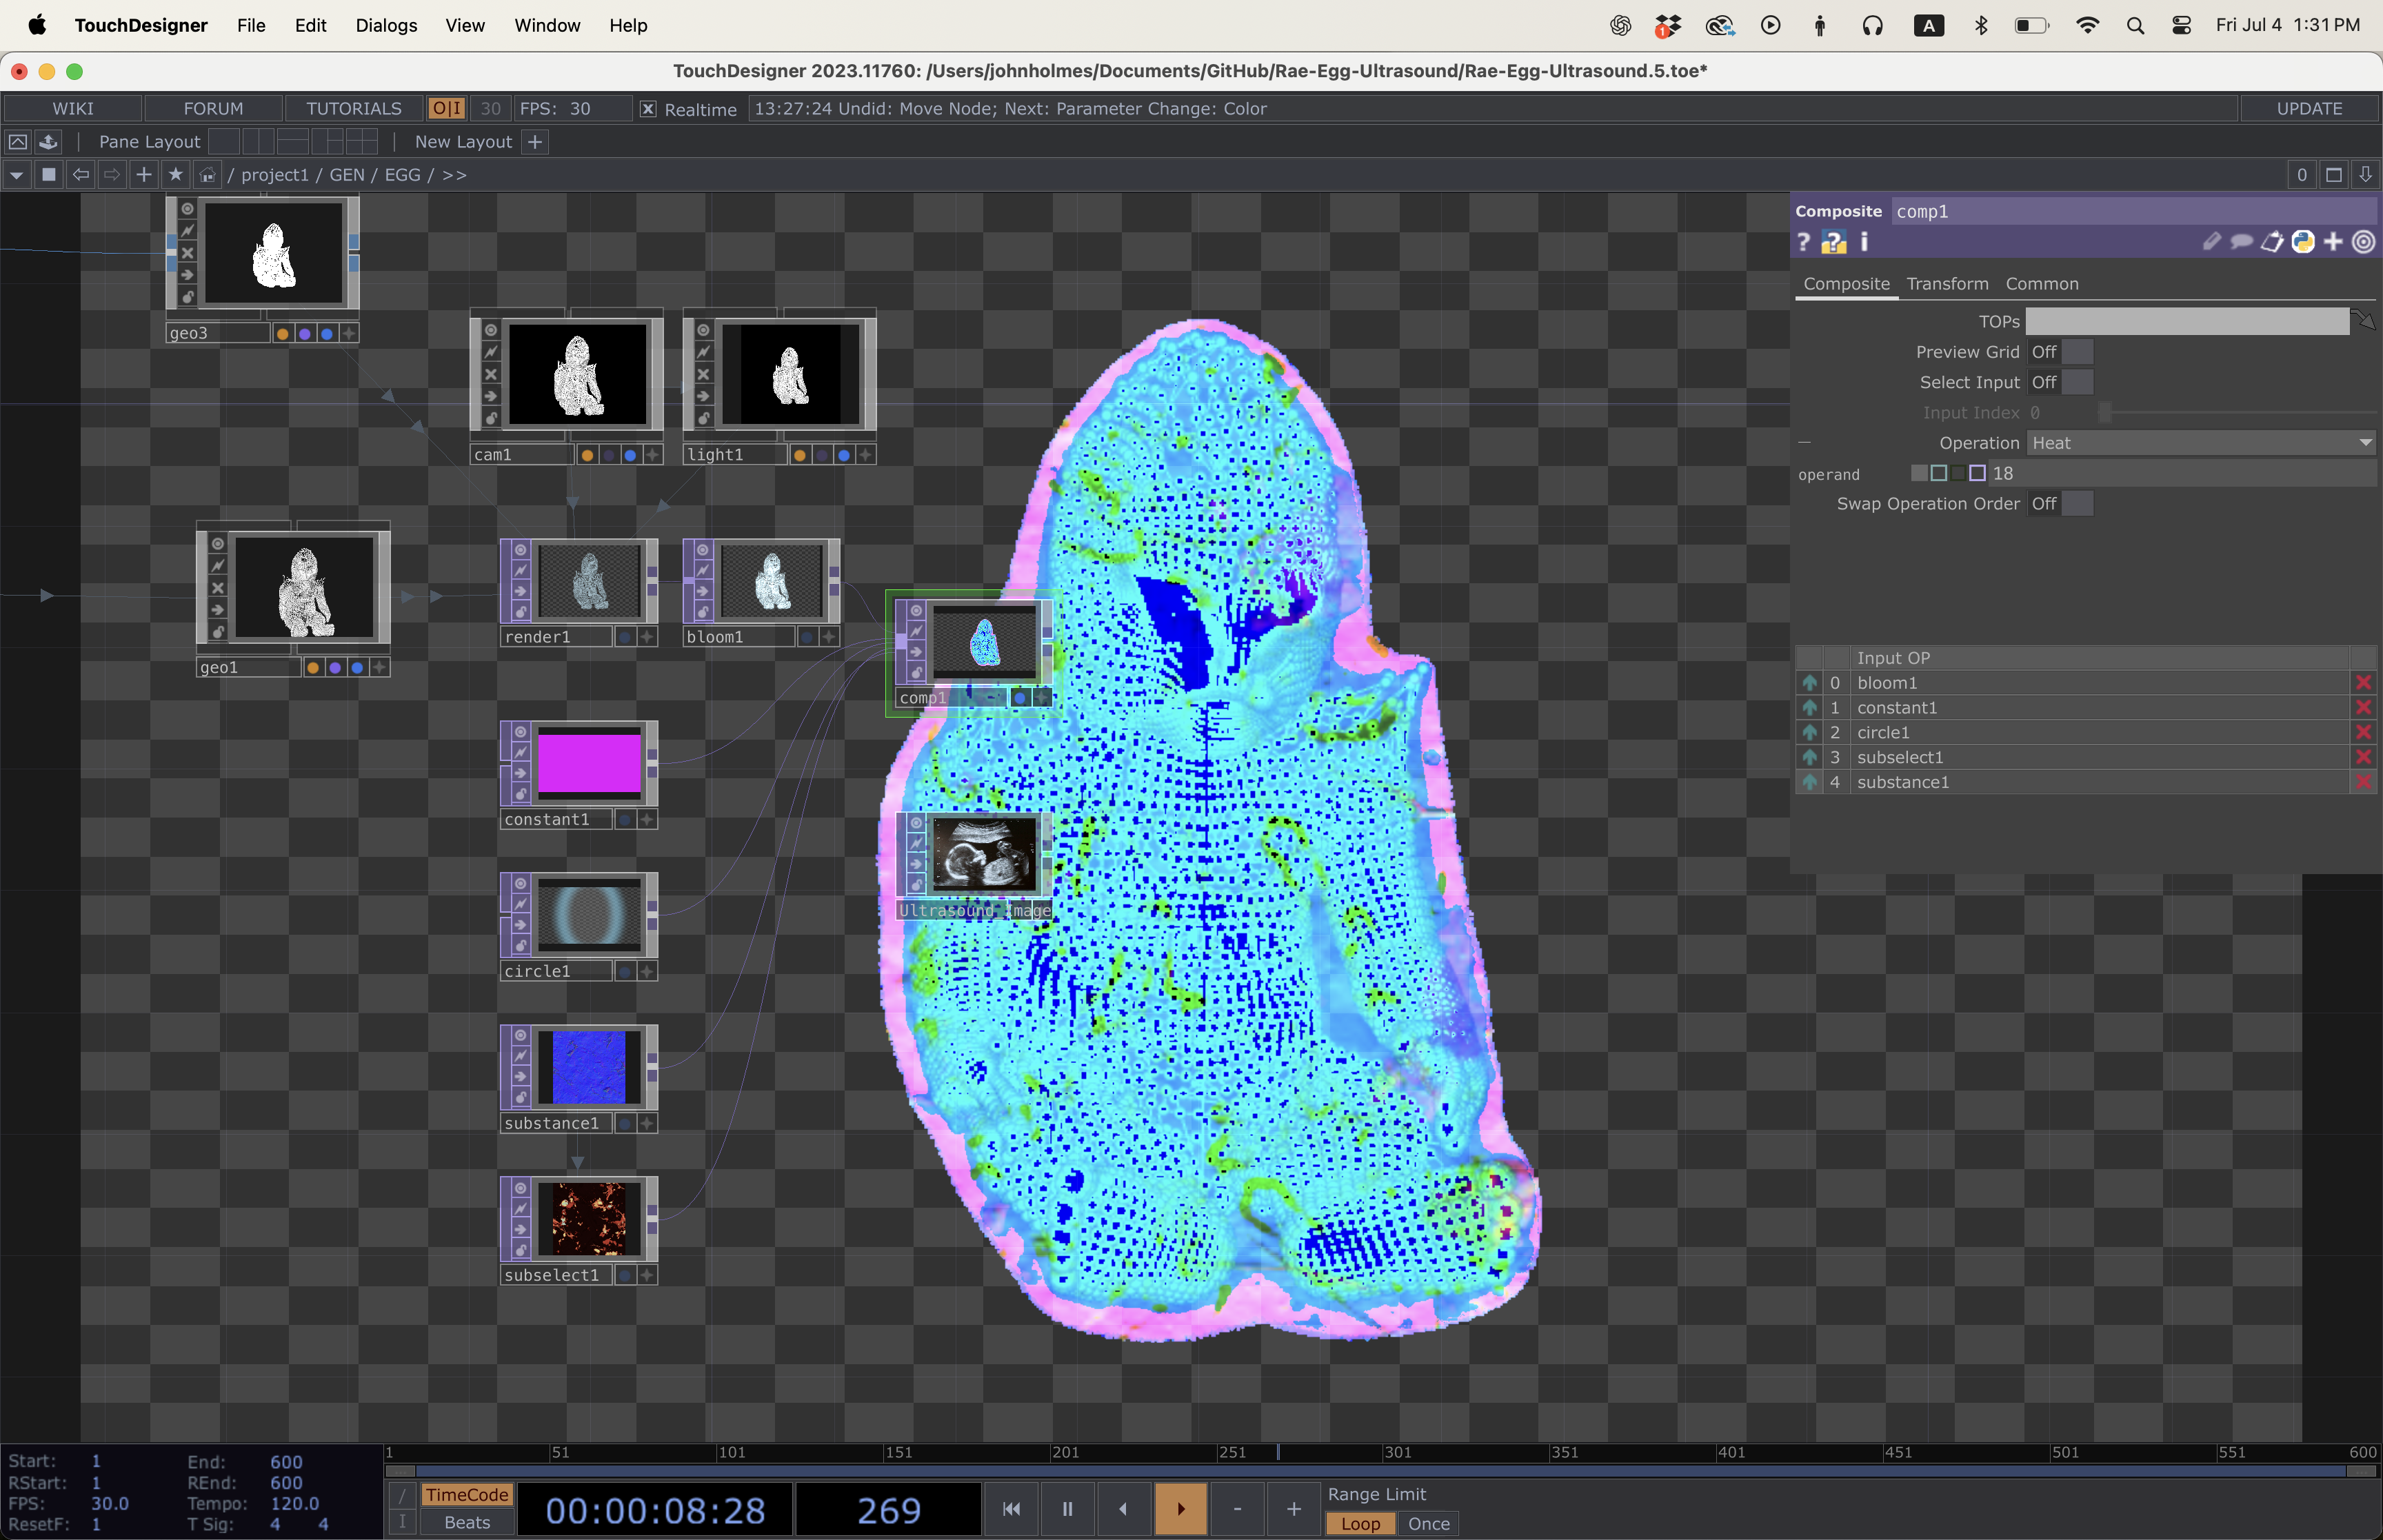 TouchDesigner File Edit Dialogs View Window Help 1 A Fri Jul 4 1:31 PM
TouchDesigner 2023.11760: /Users/johnholmes/Documents/GitHub/Rae-Egg-Ultrasound/Rae-Egg-Ultrasound.5.toe*
WIKI FORUM TUTORIALS O|I 30 FPS: 30 Realtime 13:27:24 Undid: Move Node; Next: Parameter Change: Color UPDATE
Pane Layout New Layout +
/ project1 / GEN / EGG / >> 0
Composite comp1
? ? i
Composite Transform Common
TOPs
Preview Grid Off
Select Input Off
Input Index 0
Operation Heat
operand 18
Swap Operation Order Off
Input OP
0 bloom1
1 constant1
2 circle1
3 subselect1
4 substance1
geo3
cam1
light1
geo1
render1
bloom1
comp1
constant1
Ultrasound_Image
circle1
substance1
subselect1
1 51 101 151 201 251 301 351 401 451 501 551 600
Start: 1 End: 600
RStart: 1 REnd: 600
FPS: 30.0 Tempo: 120.0
ResetF: 1 T Sig: 4 4
/ TimeCode
I Beats
00:00:08:28 269
- +
Range Limit
Loop Once